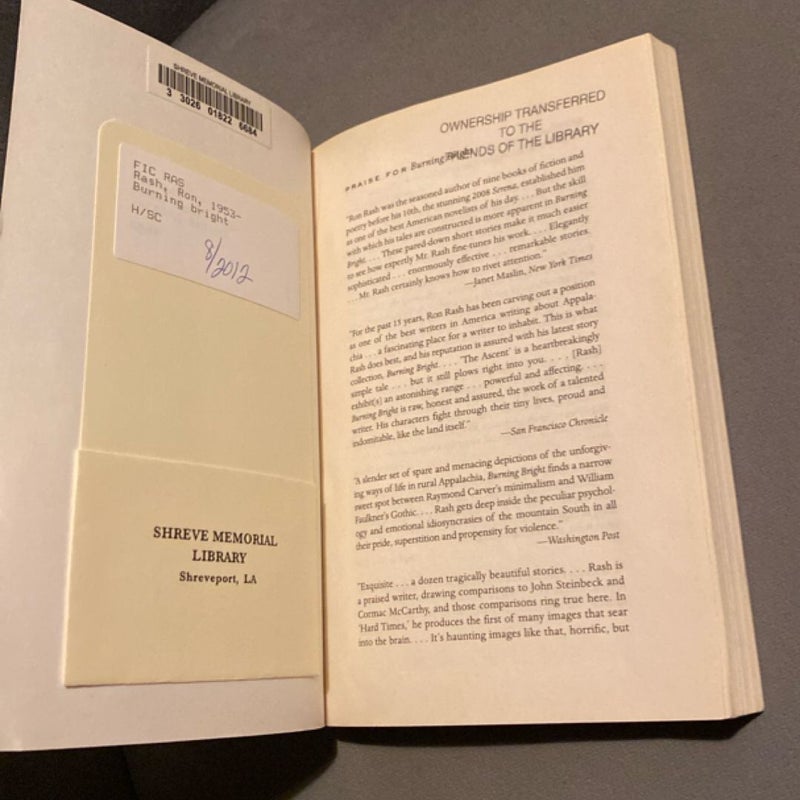 SHREVE MEMORIAL LIBRARY
3 3026 01822 6684
FIC RAS
Rash, Ron, 1953-
Burning bright
H/SC
8/2012
SHREVE MEMORIAL
LIBRARY
Shreveport, LA
OWNERSHIP TRANSFERRED
TO THE
FRIENDS OF THE LIBRARY
PRAISE FOR Burning Bright
"Ron Rash was the seasoned author of nine books of fiction and
poetry before his 10th, the stunning 2008 Serena, established him
as one of the best American novelists of his day. . . . But the skill
with which his tales are constructed is more apparent in Burning
Bright. . . . These pared-down short stories make it much easier
to see how expertly Mr. Rash fine-tunes his work. . . . Elegantly
sophisticated . . . enormously effective . . . remarkable stories.
. . . Mr. Rash certainly knows how to rivet attention."
—Janet Maslin, New York Times
"For the past 15 years, Ron Rash has been carving out a position
as one of the best writers in America writing about Appala-
chia . . . a fascinating place for a writer to inhabit. This is what
Rash does best, and his reputation is assured with his latest story
collection, Burning Bright. . . . 'The Ascent' is a heartbreakingly
simple tale . . . but it still plows right into you. . . . [Rash]
exhibit(s) an astonishing range . . . powerful and affecting. . . .
Burning Bright is raw, honest and assured, the work of a talented
writer. His characters fight through their tiny lives, proud and
indomitable, like the land itself."
—San Francisco Chronicle
"A slender set of spare and menacing depictions of the unforgiv-
ing ways of life in rural Appalachia, Burning Bright finds a narrow
sweet spot between Raymond Carver's minimalism and William
Faulkner's Gothic. . . . Rash gets deep inside the peculiar psychol-
ogy and emotional idiosyncrasies of the mountain South in all
their pride, superstition and propensity for violence."
—Washington Post
"Exquisite . . . a dozen tragically beautiful stories. . . . Rash is
a praised writer, drawing comparisons to John Steinbeck and
Cormac McCarthy, and those comparisons ring true here. In
'Hard Times,' he produces the first of many images that sear
into the brain. . . . It's haunting images like that, horrific, but